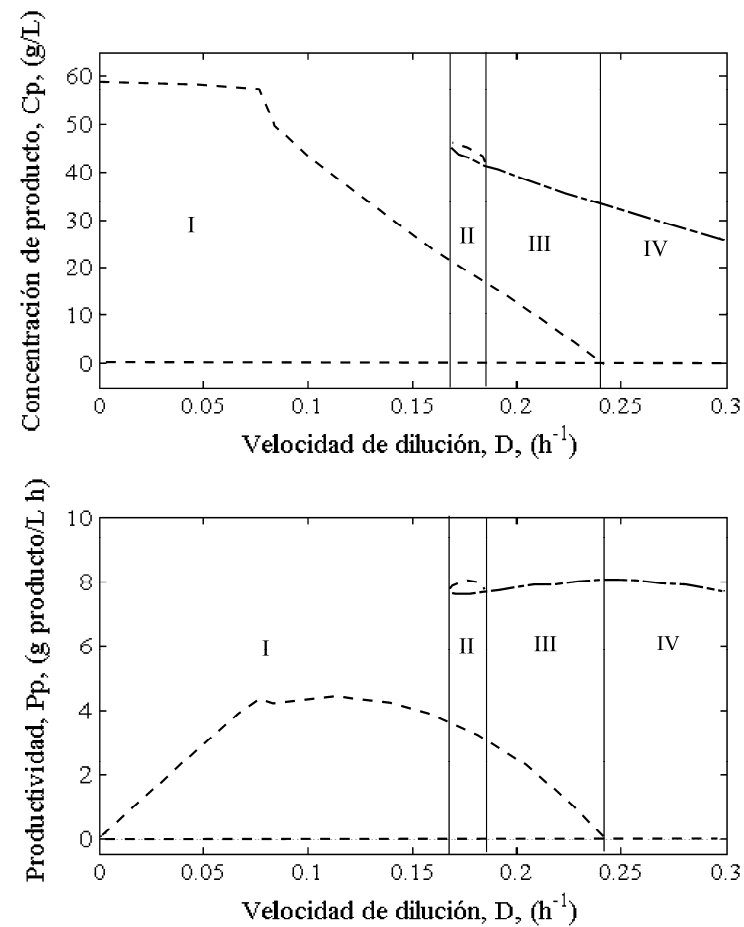 Concentración de producto, Cp, (g/L)
60
50
40
30
20
10
0
I
II
III
IV
0
0.05
0.1
0.15
0.2
0.25
0.3
Velocidad de dilución, D, (h⁻¹)
Productividad, Pp, (g producto/L h)
10
8
6
4
2
0
I
II
III
IV
0
0.05
0.1
0.15
0.2
0.25
0.3
Velocidad de dilución, D, (h⁻¹)